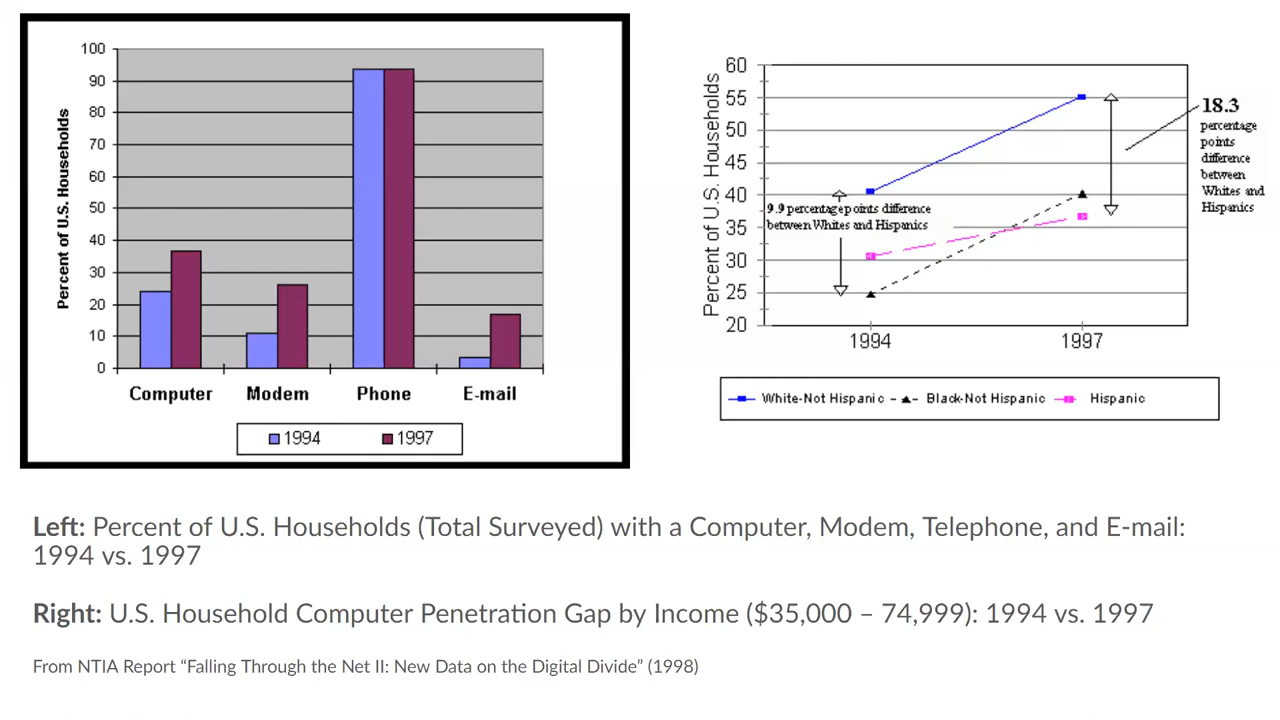 Percent of U.S. Households
100
90
80
70
60
50
40
30
20
10
0
Computer Modem Phone E-mail
1994 1997
Percent of U.S. Households
60
55
50
45
40
35
30
25
20
9.9 percentage points difference
between Whites and Hispanics
18.3
percentage
points
difference
between
Whites and
Hispanics
1994 1997
White-Not Hispanic Black-Not Hispanic Hispanic
Left: Percent of U.S. Households (Total Surveyed) with a Computer, Modem, Telephone, and E-mail:
1994 vs. 1997
Right: U.S. Household Computer Penetration Gap by Income ($35,000 – 74,999): 1994 vs. 1997
From NTIA Report “Falling Through the Net II: New Data on the Digital Divide” (1998)